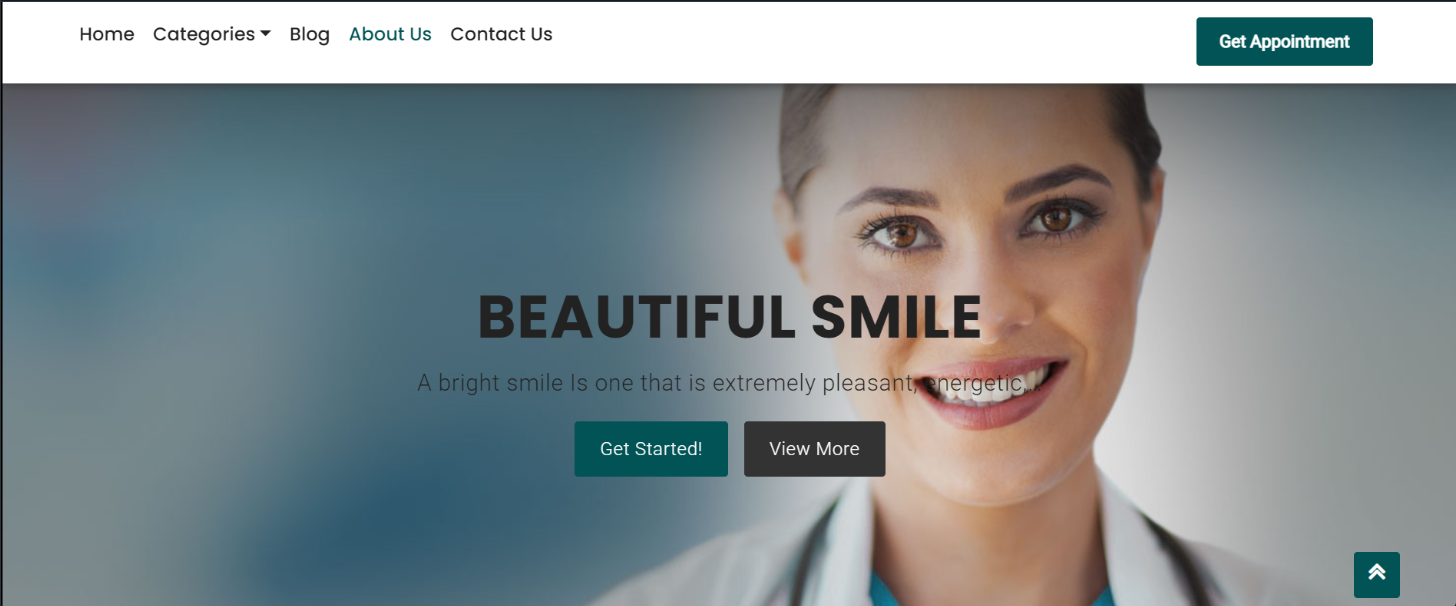 Home Categories Blog About Us Contact Us Get Appointment
BEAUTIFUL SMILE
A bright smile Is one that is extremely pleasant, energetic,..
Get Started! View More